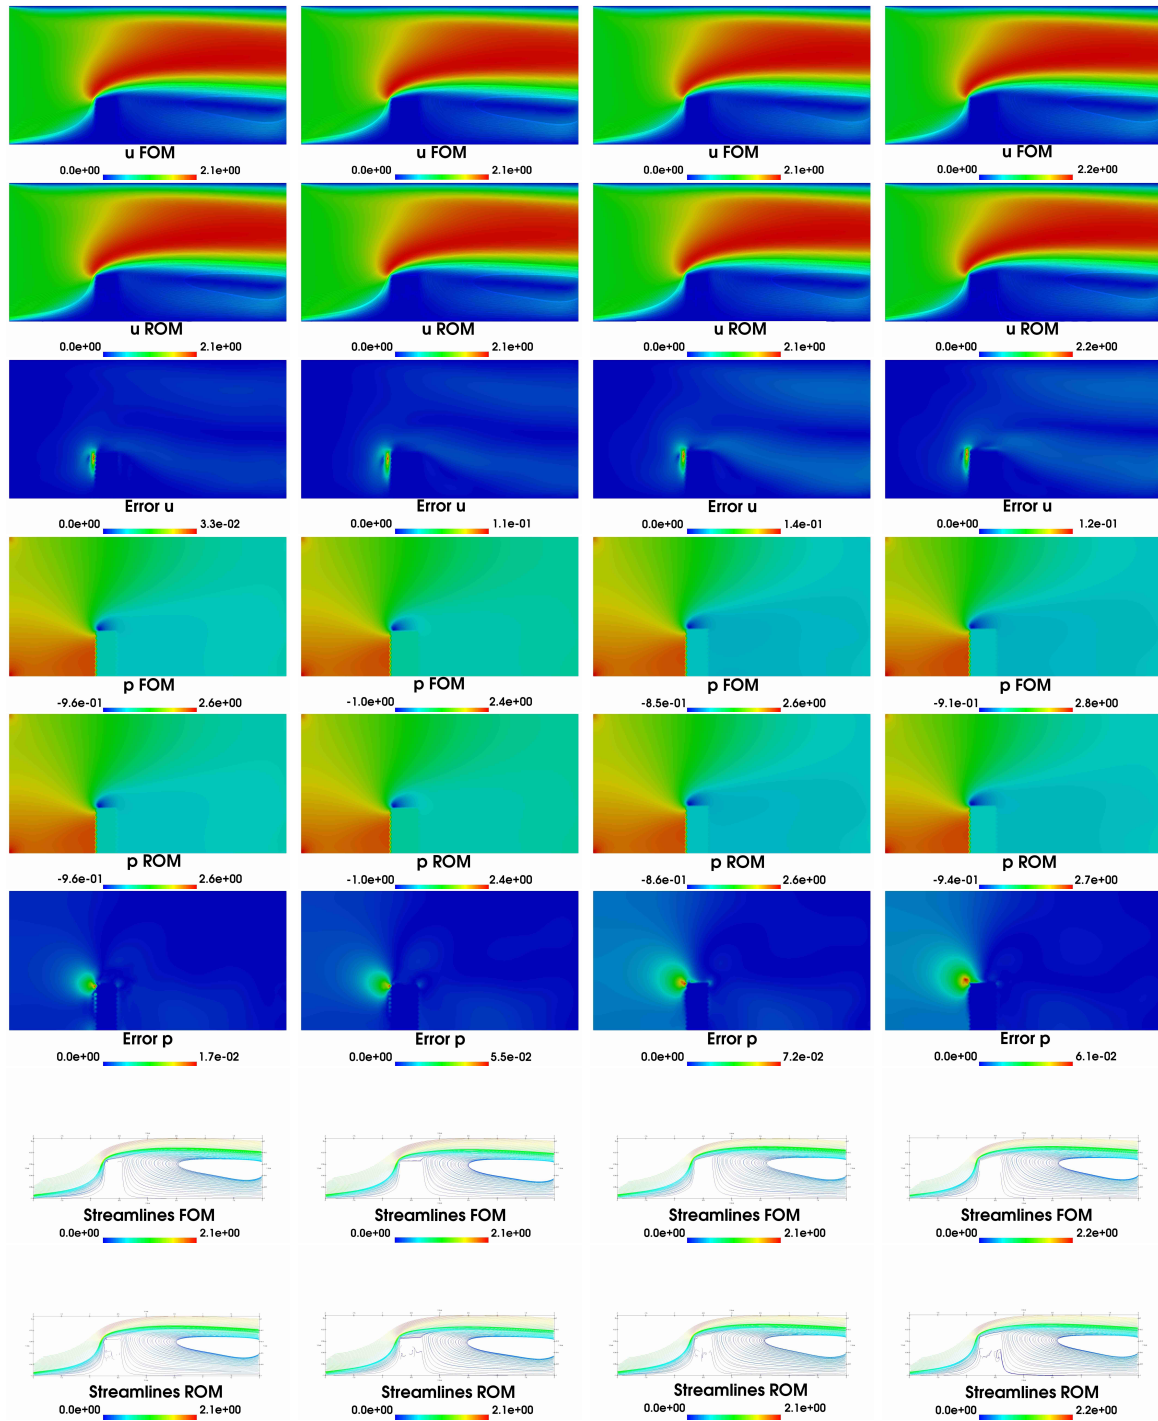 u FOM u FOM u FOM u FOM
0.0e+00 2.1e+00 0.0e+00 2.1e+00 0.0e+00 2.1e+00 0.0e+00 2.2e+00
u ROM u ROM u ROM u ROM
0.0e+00 2.1e+00 0.0e+00 2.1e+00 0.0e+00 2.1e+00 0.0e+00 2.2e+00
Error u Error u Error u Error u
0.0e+00 3.3e-02 0.0e+00 1.1e-01 0.0e+00 1.4e-01 0.0e+00 1.2e-01
p FOM p FOM p FOM p FOM
-9.6e-01 2.6e+00 -1.0e+00 2.4e+00 -8.5e-01 2.6e+00 -9.1e-01 2.8e+00
p ROM p ROM p ROM p ROM
-9.6e-01 2.6e+00 -1.0e+00 2.4e+00 -8.6e-01 2.6e+00 -9.4e-01 2.7e+00
Error p Error p Error p Error p
0.0e+00 1.7e-02 0.0e+00 5.5e-02 0.0e+00 7.2e-02 0.0e+00 6.1e-02
Streamlines FOM Streamlines FOM Streamlines FOM Streamlines FOM
0.0e+00 2.1e+00 0.0e+00 2.1e+00 0.0e+00 2.1e+00 0.0e+00 2.2e+00
Streamlines ROM Streamlines ROM Streamlines ROM Streamlines ROM
0.0e+00 2.1e+00 0.0e+00 2.1e+00 0.0e+00 2.1e+00 0.0e+00 2.2e+00